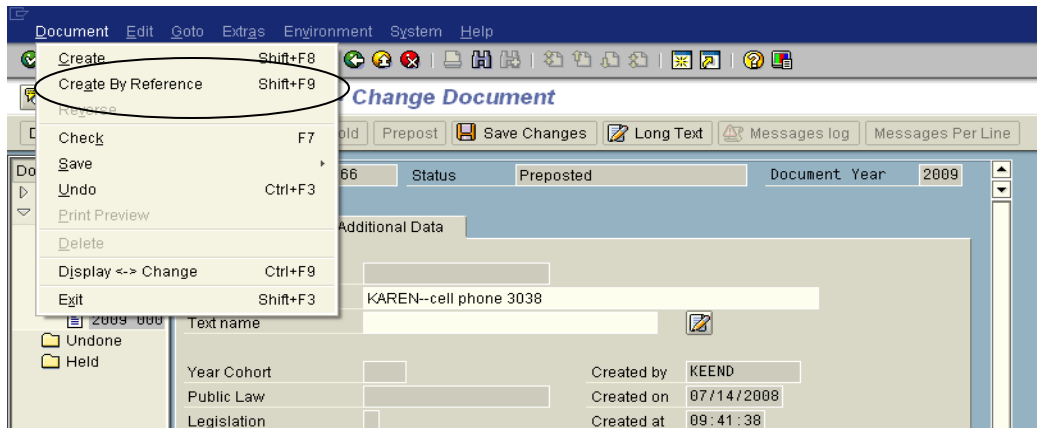 Document Edit Goto Extras Environment System Help
Create Shift+F8
Create By Reference Shift+F9
Change Document
Reverse
Check F7
Prepost Save Changes Long Text Messages log Messages Per Line
Save
66 Status Preposted Document Year 2009
Undo Ctrl+F3
Print Preview
Additional Data
Delete
Display <-> Change Ctrl+F9
Exit Shift+F3
KAREN--cell phone 3038
2009 000
Text name
Undone
Held
Year Cohort Created by KEEND
Public Law Created on 07/14/2008
Legislation Created at 09:41:38